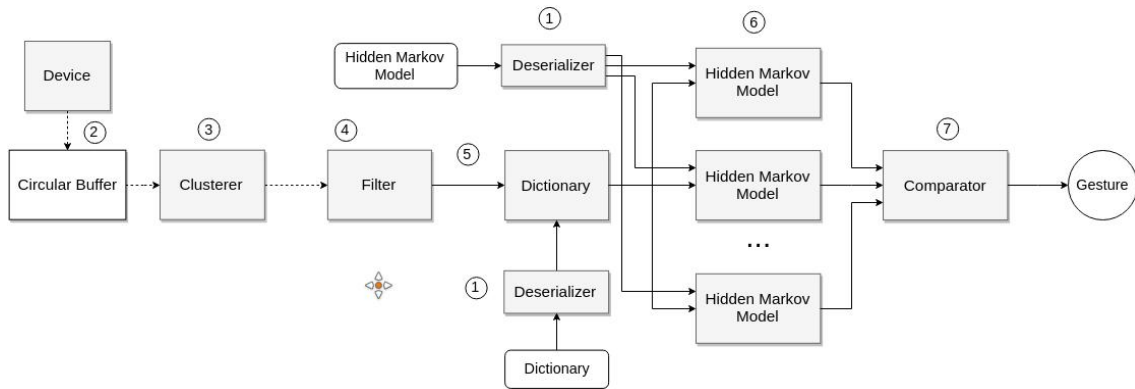 1
6
Hidden Markov
Model
Deserializer
Hidden Markov
Model
Device
2
3
4
5
7
Circular Buffer
Clusterer
Filter
Dictionary
Hidden Markov
Model
Comparator
Gesture
...
1
Deserializer
Hidden Markov
Model
Dictionary